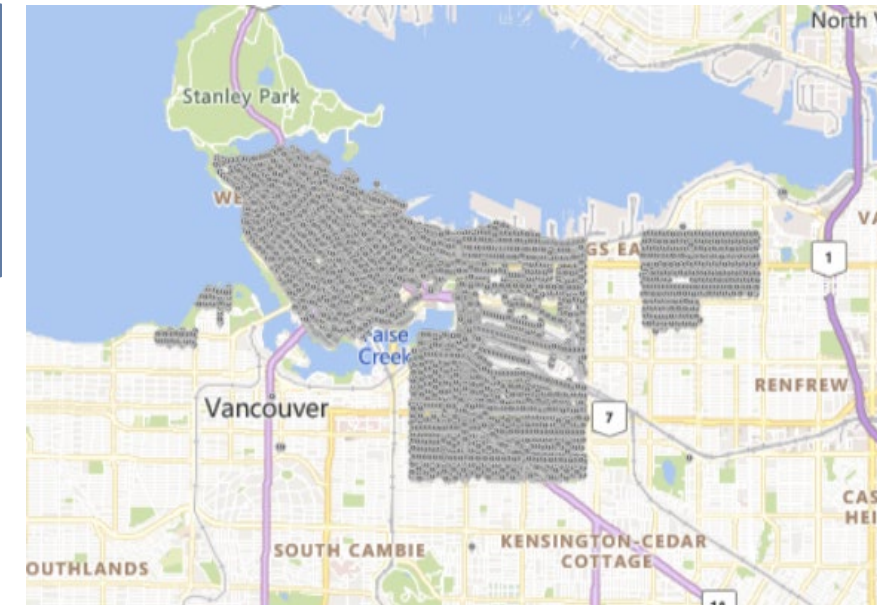 North V
Stanley Park
WE
GS EA
VA
1
False
Creek
RENFREW
Vancouver
7
CAS
HEI
SOUTH CAMBIE
KENSINGTON-CEDAR
COTTAGE
OUTHLANDS